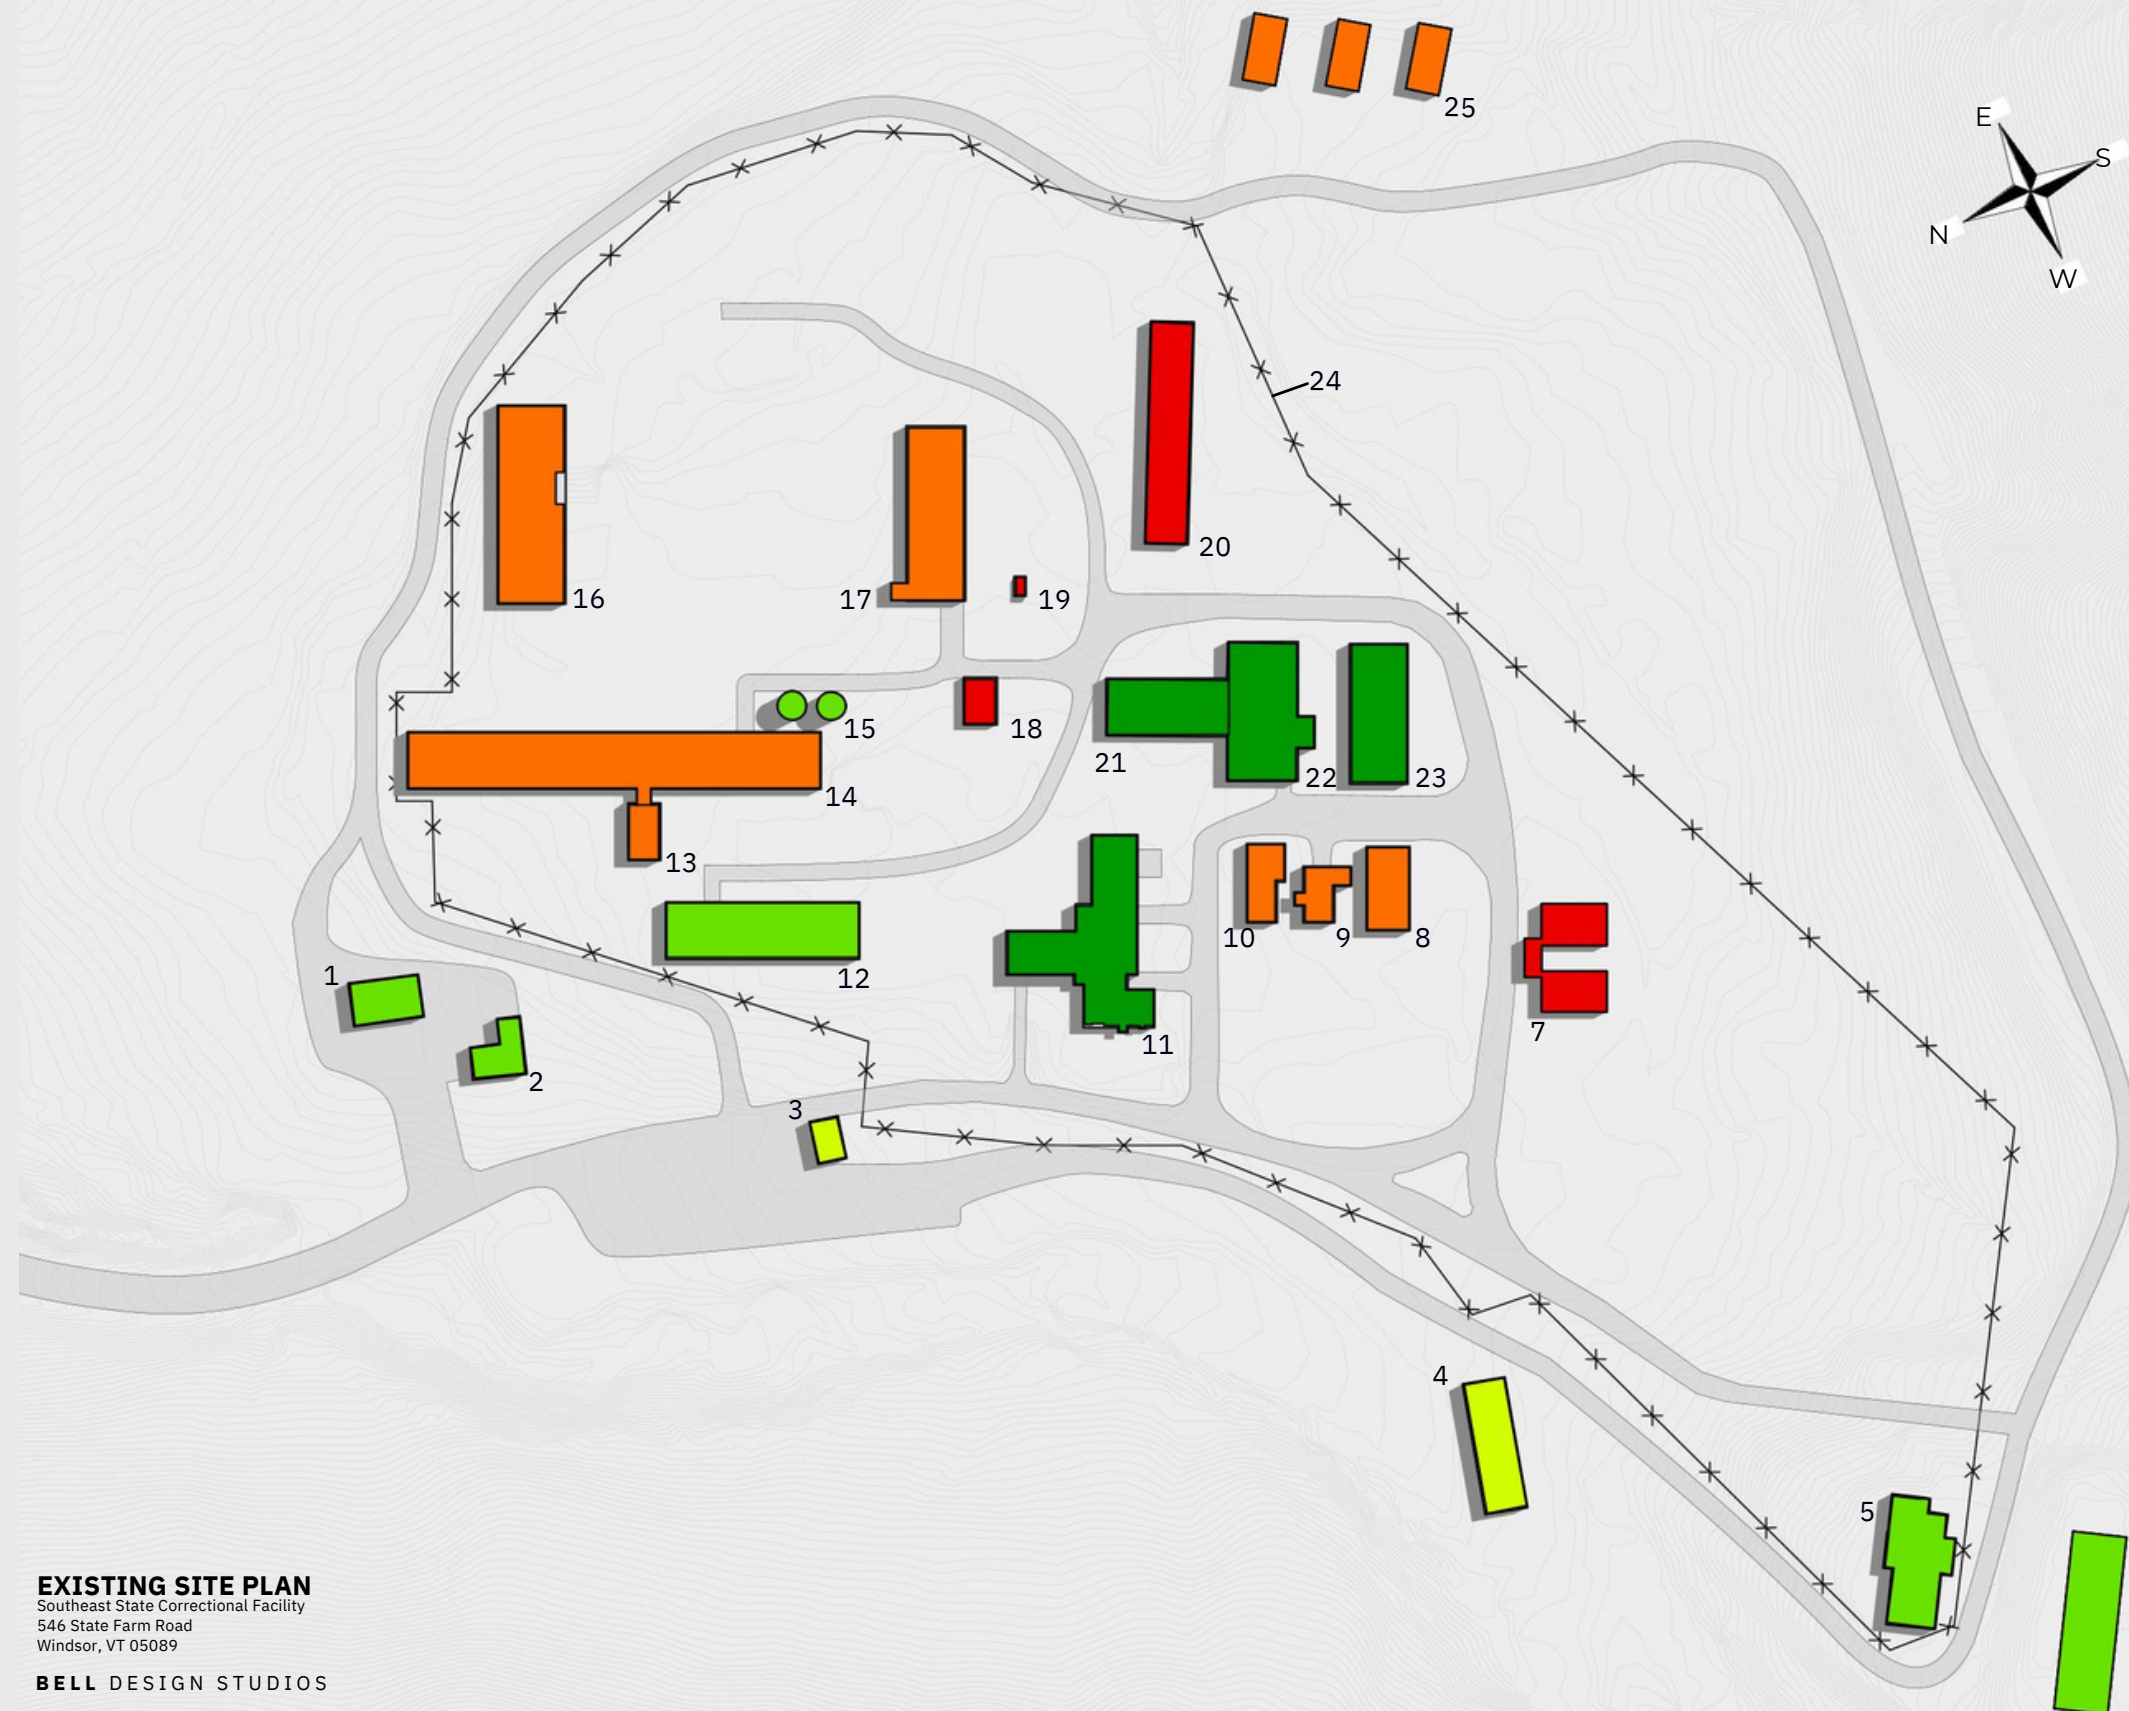 25
E
S
N
W
24
20
16
17
19
15
18
21
22
23
14
13
10
9
8
12
1
7
11
2
3
4
5
EXISTING SITE PLAN
Southeast State Correctional Facility
546 State Farm Road
Windsor, VT 05089
BELL DESIGN STUDIOS